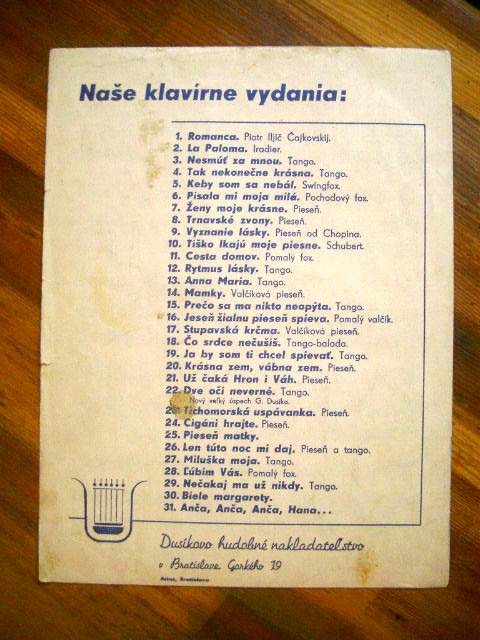 Naše klavírne vydania:
1. Romanca. Piotr Iljič Čajkovskij.
2. La Paloma. Iradier.
3. Nesmúť za mnou. Tango.
4. Tak nekonečne krásna. Tango.
5. Keby som sa nebál. Swingfox.
6. Písala mi moja milá. Pochodový fox.
7. Ženy moje krásne. Pieseň.
8. Trnavské zvony. Pieseň.
9. Vyznanie lásky. Pieseň od Chopina.
10. Tíško lkajú moje piesne. Schubert.
11. Cesta domov. Pomalý fox.
12. Rytmus lásky. Tango.
13. Anna Maria. Tango.
14. Mamky. Valčíková pieseň.
15. Prečo sa ma nikto neopýta. Tango.
16. Jeseň žialnu pieseň spieva. Pomalý valčík.
17. Stupavská krčma. Valčíková pieseň.
18. Čo srdce nečušíš. Tango-balada.
19. Ja by som ti chcel spievať. Tango.
20. Krásna zem, vábna zem. Pieseň.
21. Už čaká Hron i Váh. Pieseň.
22. Dve oči neverné. Tango.
Nový veľký úspech G. Dusíka.
23. Tichomorská uspávanka. Pieseň.
24. Cigáni hrajte. Pieseň.
25. Pieseň matky.
26. Len túto noc mi daj. Pieseň a tango.
27. Miluška moja. Tango.
28. Ľúbim Vás. Pomalý fox.
29. Nečakaj ma už nikdy. Tango.
30. Biele margarety.
31. Anča, Anča, Anča, Hana...
Dusíkovo hudobné nakladateľstvo
v Bratislave, Gorkého 19
Bratislava